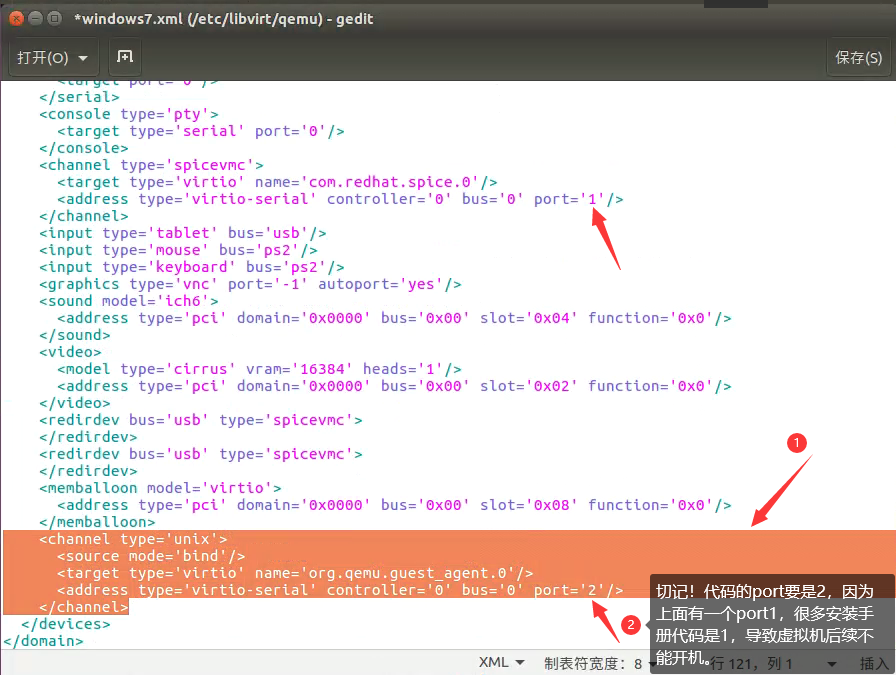 *windows7.xml (/etc/libvirt/qemu) - gedit
打开(O)
保存(S)
<target port='0'/>
</serial>
<console type='pty'>
<target type='serial' port='0'/>
</console>
<channel type='spicevmc'>
<target type='virtio' name='com.redhat.spice.0'/>
<address type='virtio-serial' controller='0' bus='0' port='1'/>
</channel>
<input type='tablet' bus='usb'/>
<input type='mouse' bus='ps2'/>
<input type='keyboard' bus='ps2'/>
<graphics type='vnc' port='-1' autoport='yes'/>
<sound model='ich6'>
<address type='pci' domain='0x0000' bus='0x00' slot='0x04' function='0x0'/>
</sound>
<video>
<model type='cirrus' vram='16384' heads='1'/>
<address type='pci' domain='0x0000' bus='0x00' slot='0x02' function='0x0'/>
</video>
<redirdev bus='usb' type='spicevmc'>
</redirdev>
<redirdev bus='usb' type='spicevmc'>
</redirdev>
<memballoon model='virtio'>
<address type='pci' domain='0x0000' bus='0x00' slot='0x08' function='0x0'/>
</memballoon>
1
<channel type='unix'>
<source mode='bind'/>
<target type='virtio' name='org.qemu.guest_agent.0'/>
<address type='virtio-serial' controller='0' bus='0' port='2'/>
</channel>
</devices>
</domain>
2
切记！代码的port要是2，因为
上面有一个port1，很多安装手
册代码是1，导致虚拟机后续不
能开机。
XML
制表符宽度：8
行 121，列 1
插入